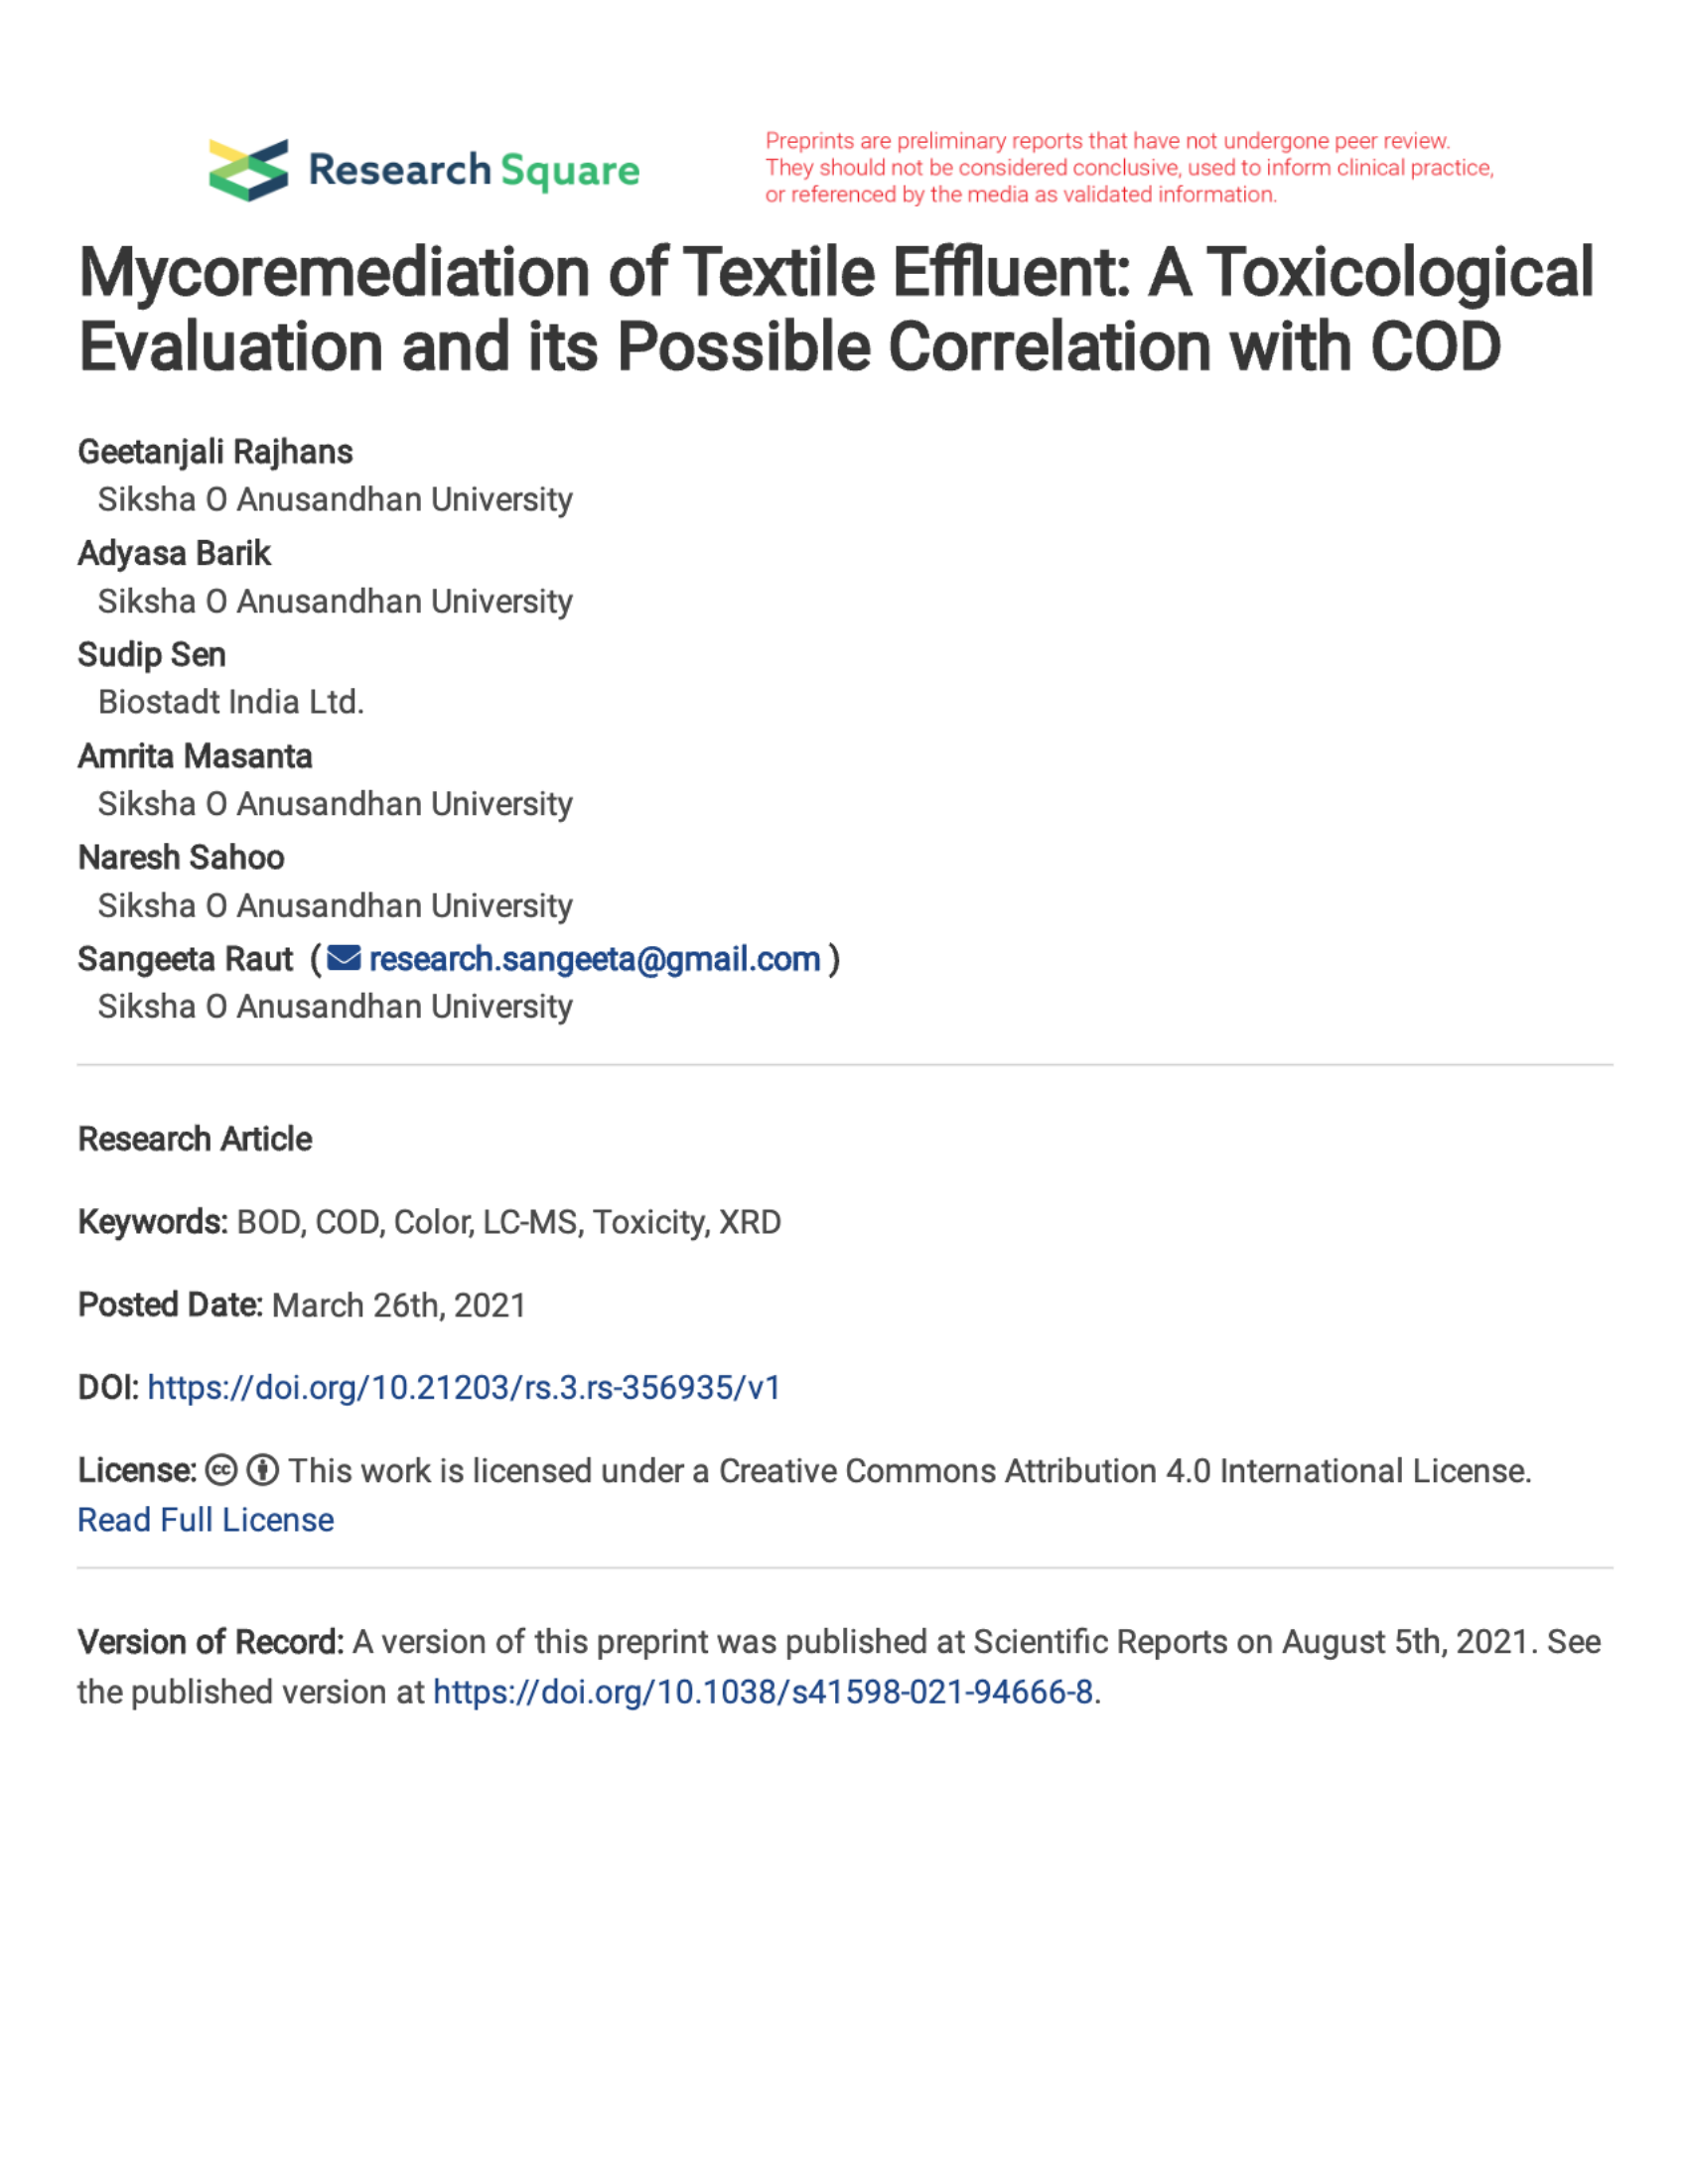 Research Square
Preprints are preliminary reports that have not undergone peer review.
They should not be considered conclusive, used to inform clinical practice,
or referenced by the media as validated information.
Mycoremediation of Textile Effluent: A Toxicological
Evaluation and its Possible Correlation with COD
Geetanjali Rajhans
Siksha O Anusandhan University
Adyasa Barik
Siksha O Anusandhan University
Sudip Sen
Biostadt India Ltd.
Amrita Masanta
Siksha O Anusandhan University
Naresh Sahoo
Siksha O Anusandhan University
Sangeeta Raut ( research.sangeeta@gmail.com )
Siksha O Anusandhan University
Research Article
Keywords: BOD, COD, Color, LC-MS, Toxicity, XRD
Posted Date: March 26th, 2021
DOI: https://doi.org/10.21203/rs.3.rs-356935/v1
License: This work is licensed under a Creative Commons Attribution 4.0 International License.
Read Full License
Version of Record: A version of this preprint was published at Scientific Reports on August 5th, 2021. See
the published version at https://doi.org/10.1038/s41598-021-94666-8.